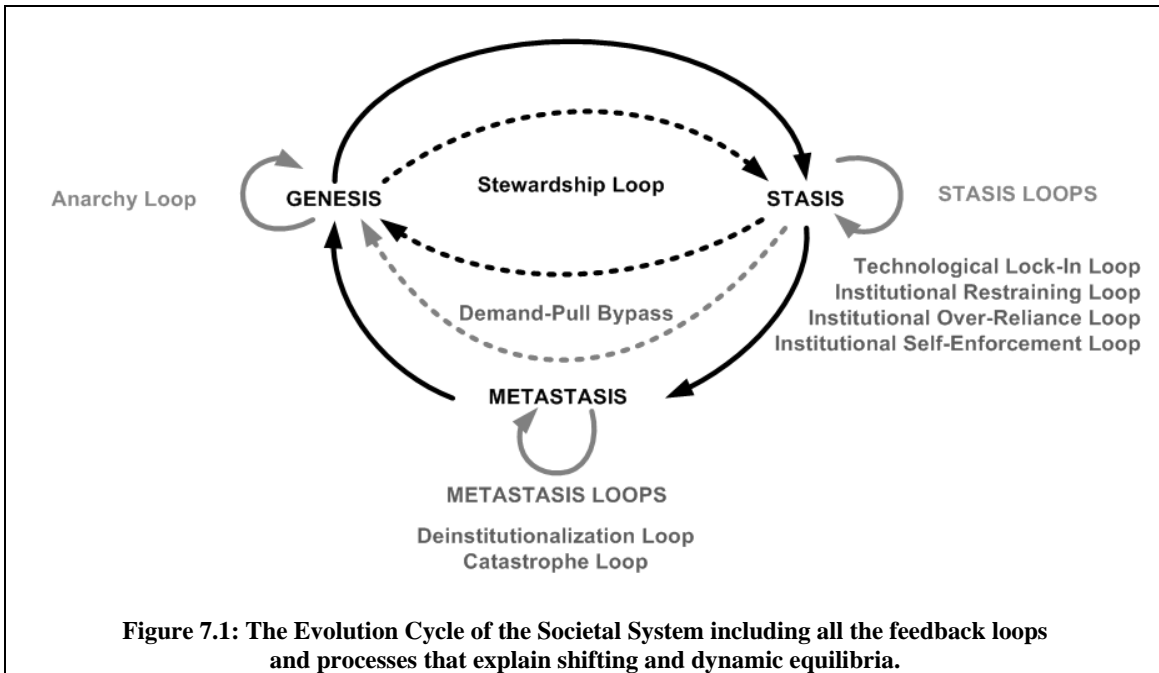 Anarchy Loop
GENESIS
Stewardship Loop
STASIS
STASIS LOOPS
Technological Lock-In Loop
Institutional Restraining Loop
Institutional Over-Reliance Loop
Institutional Self-Enforcement Loop
Demand-Pull Bypass
METASTASIS
METASTASIS LOOPS
Deinstitutionalization Loop
Catastrophe Loop
Figure 7.1: The Evolution Cycle of the Societal System including all the feedback loops
and processes that explain shifting and dynamic equilibria.